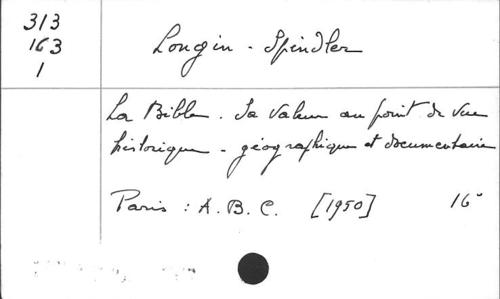 313
163
1
Longin - Spindler
La Bible. Sa valeur au point de vue
historique - géographique et documentaire
Paris : A.B.C. [1950] 16°